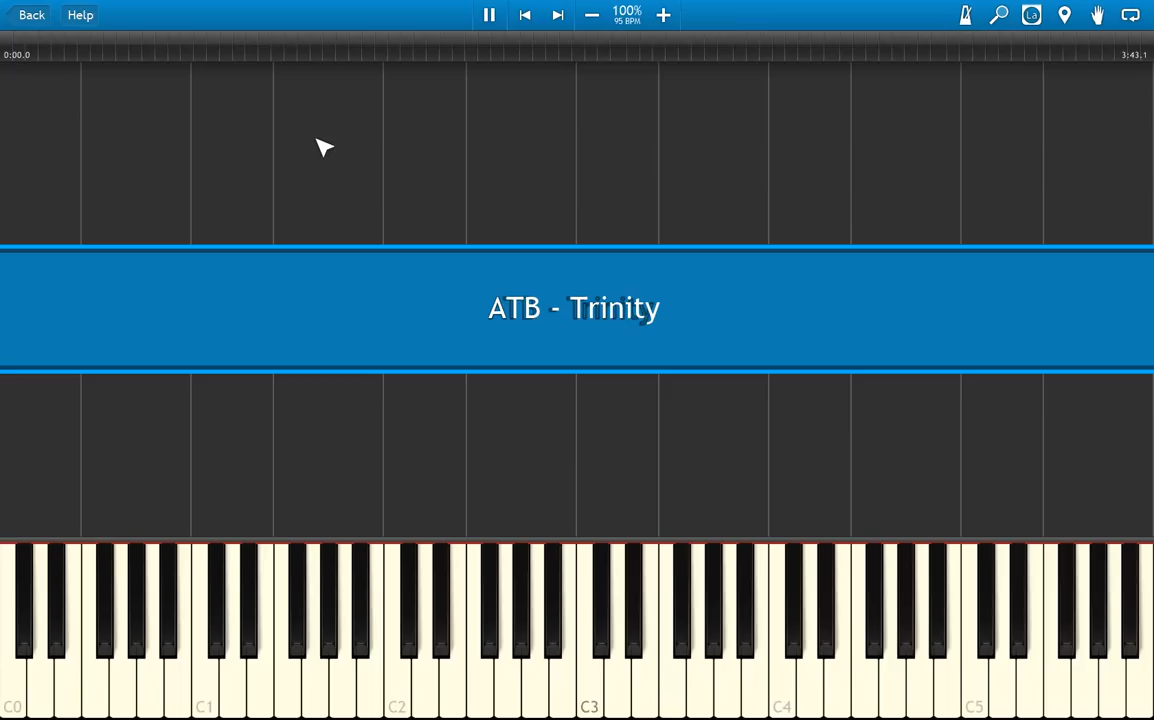 Back Help 100% La
95 BPM
0:00.0 3:43.1
ATB - Trinity
C0 C1 C2 C3 C4 C5